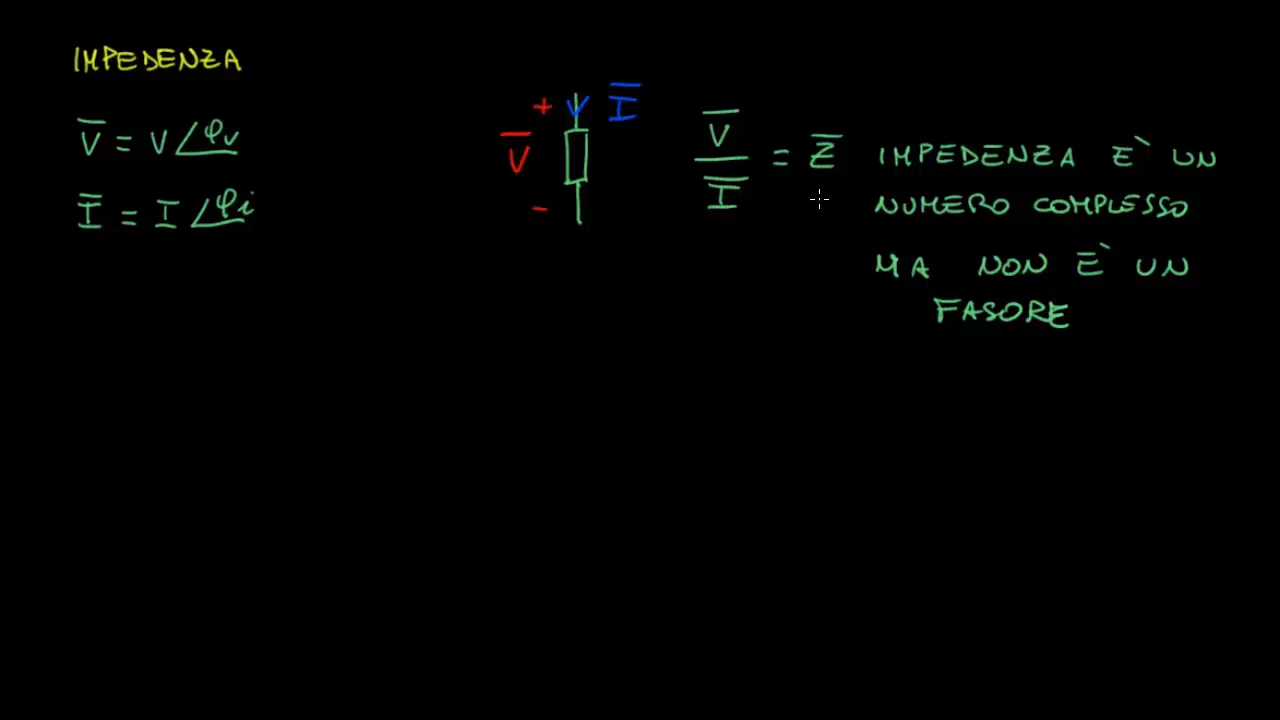 IMPEDENZA
V̅ = V∠φv
I̅ = I∠φi
+
V̅
-
I̅
V̅
I̅
= Z̅
IMPEDENZA E` UN
NUMERO COMPLESSO
MA NON E` UN
FASORE